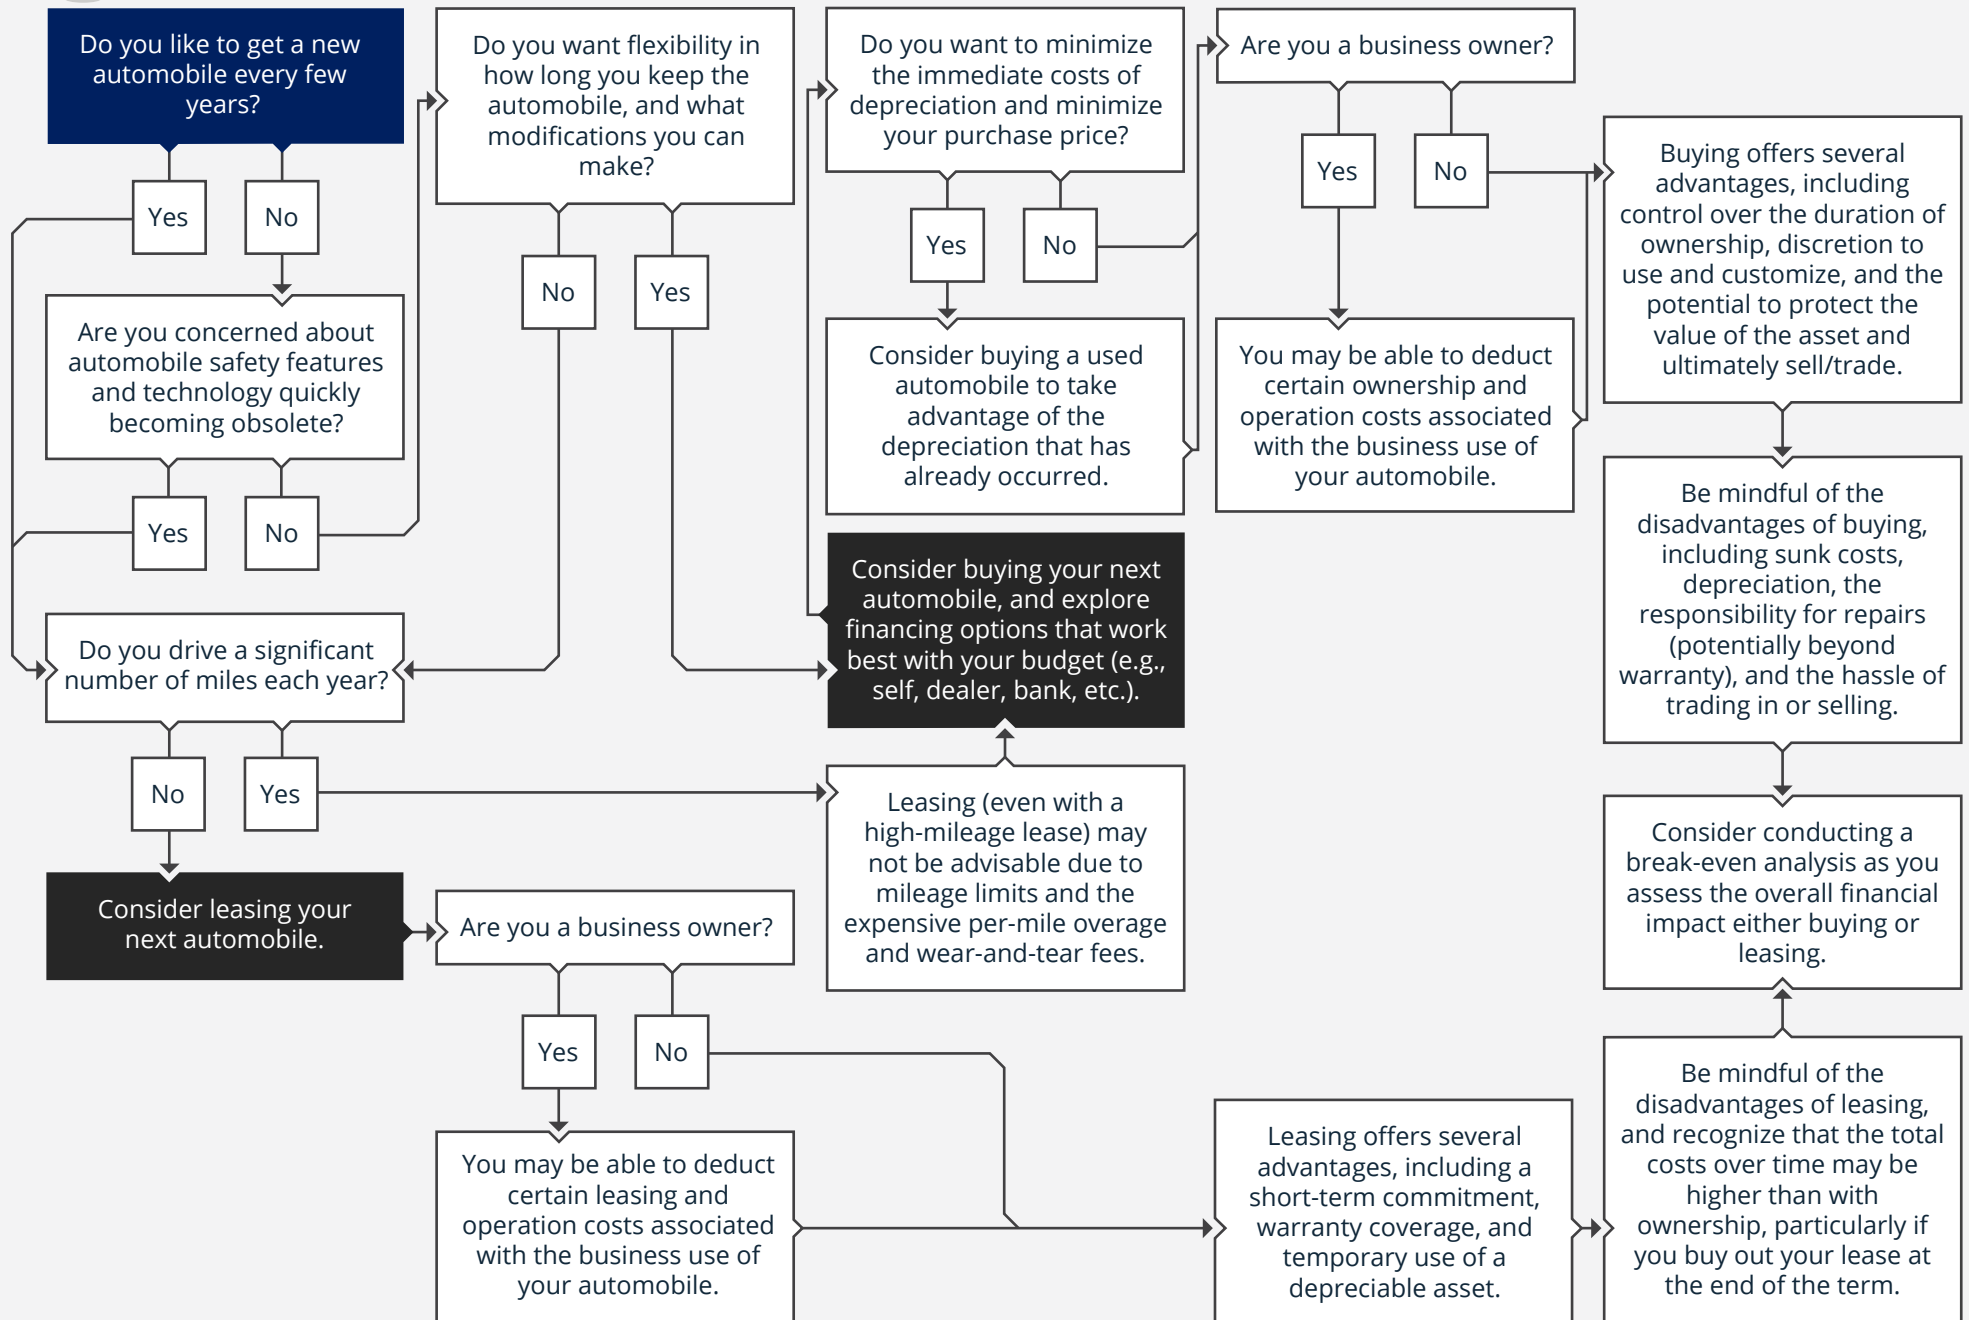 Do you like to get a new
automobile every few
years?
Yes
No
Are you concerned about
automobile safety features
and technology quickly
becoming obsolete?
Yes
No
Do you drive a significant
number of miles each year?
No
Yes
Consider leasing your
next automobile.
Do you want flexibility in
how long you keep the
automobile, and what
modifications you can
make?
No
Yes
Are you a business owner?
Yes
No
You may be able to deduct
certain leasing and
operation costs associated
with the business use of
your automobile.
Do you want to minimize
the immediate costs of
depreciation and minimize
your purchase price?
Yes
No
Consider buying a used
automobile to take
advantage of the
depreciation that has
already occurred.
Consider buying your next
automobile, and explore
financing options that work
best with your budget (e.g.,
self, dealer, bank, etc.).
Leasing (even with a
high-mileage lease) may
not be advisable due to
mileage limits and the
expensive per-mile overage
and wear-and-tear fees.
Are you a business owner?
Yes
No
You may be able to deduct
certain ownership and
operation costs associated
with the business use of
your automobile.
Leasing offers several
advantages, including a
short-term commitment,
warranty coverage, and
temporary use of a
depreciable asset.
Buying offers several
advantages, including
control over the duration of
ownership, discretion to
use and customize, and the
potential to protect the
value of the asset and
ultimately sell/trade.
Be mindful of the
disadvantages of buying,
including sunk costs,
depreciation, the
responsibility for repairs
(potentially beyond
warranty), and the hassle of
trading in or selling.
Consider conducting a
break-even analysis as you
assess the overall financial
impact either buying or
leasing.
Be mindful of the
disadvantages of leasing,
and recognize that the total
costs over time may be
higher than with
ownership, particularly if
you buy out your lease at
the end of the term.